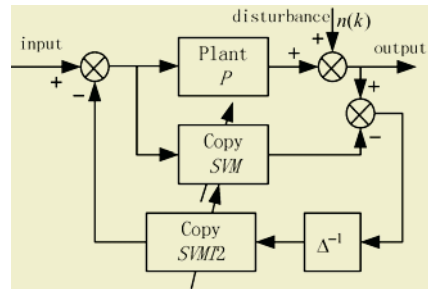 disturbance n(k)
input
Plant
P
output
+
-
+
+
+
-
Copy
SVM
Copy
SVMI2
Δ⁻¹